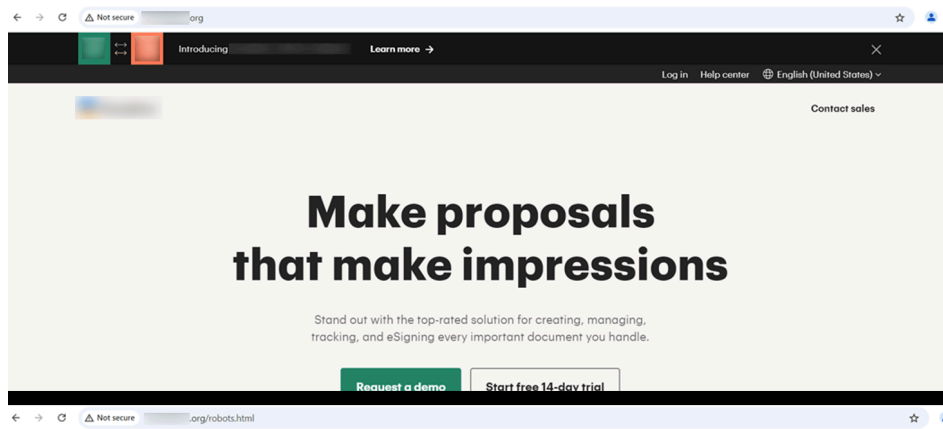 Not secure .org
Introducing Learn more →
Log in Help center English (United States)
Contact sales
Make proposals
that make impressions
Stand out with the top-rated solution for creating, managing,
tracking, and eSigning every important document you handle.
Request a demo Start free 14-day trial
Not secure .org/robots.html